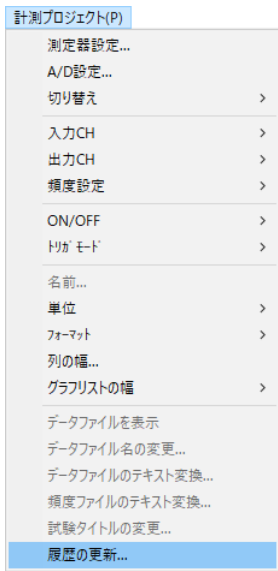 計測プロジェクト(P)
測定器設定...
A/D設定...
切り替え
入力CH
出力CH
頻度設定
ON/OFF
ﾄﾘｶﾞﾓｰﾄﾞ
名前...
単位
ﾌｫｰﾏｯﾄ
列の幅...
グラフリストの幅
データファイルを表示
データファイル名の変更...
データファイルのテキスト変換...
頻度ファイルのテキスト変換...
試験タイトルの変更...
履歴の更新...